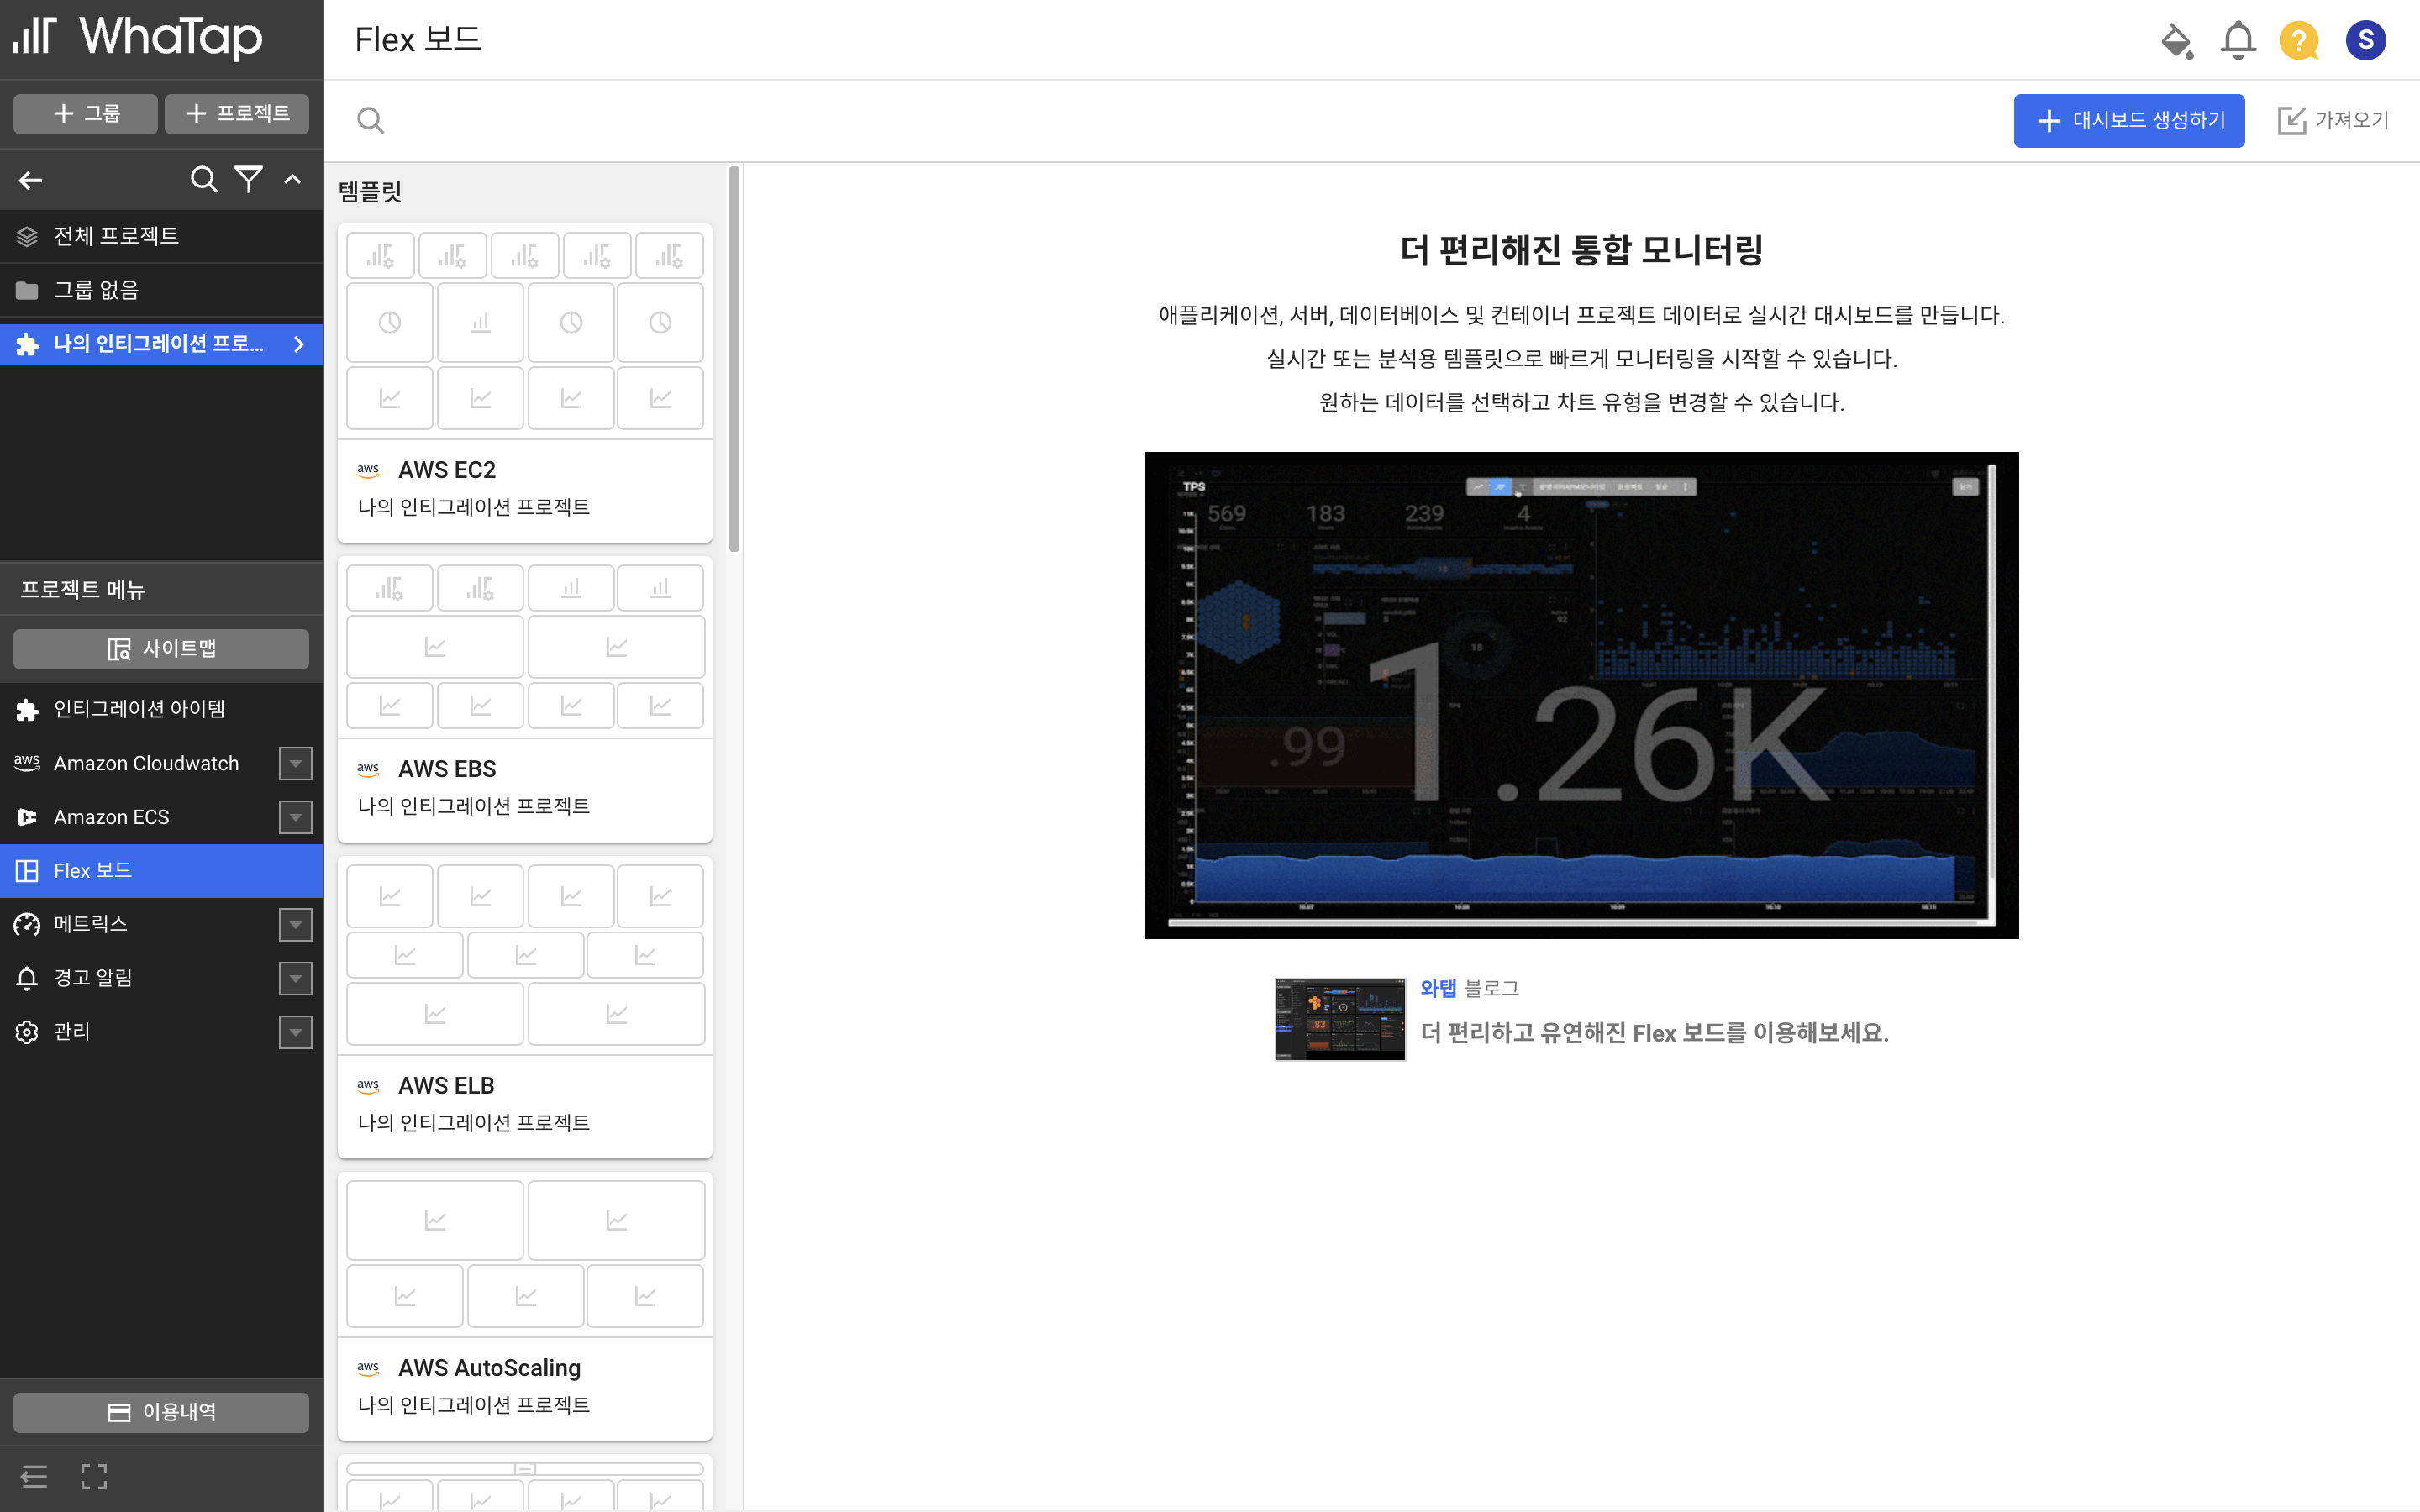 WhaTap
Flex 보드
?
S
그룹
프로젝트
대시보드 생성하기
가져오기
전체 프로젝트
그룹 없음
나의 인티그레이션 프로...
프로젝트 메뉴
사이트맵
인티그레이션 아이템
aws Amazon Cloudwatch
Amazon ECS
Flex 보드
메트릭스
경고 알림
관리
이용내역
템플릿
aws AWS EC2
나의 인티그레이션 프로젝트
aws AWS EBS
나의 인티그레이션 프로젝트
aws AWS ELB
나의 인티그레이션 프로젝트
aws AWS AutoScaling
나의 인티그레이션 프로젝트
더 편리해진 통합 모니터링
애플리케이션, 서버, 데이터베이스 및 컨테이너 프로젝트 데이터로 실시간 대시보드를 만듭니다.
실시간 또는 분석용 템플릿으로 빠르게 모니터링을 시작할 수 있습니다.
원하는 데이터를 선택하고 차트 유형을 변경할 수 있습니다.
TPS
569 183 239 4
18
18
.99
1.26K
와탭 블로그
더 편리하고 유연해진 Flex 보드를 이용해보세요.
.83